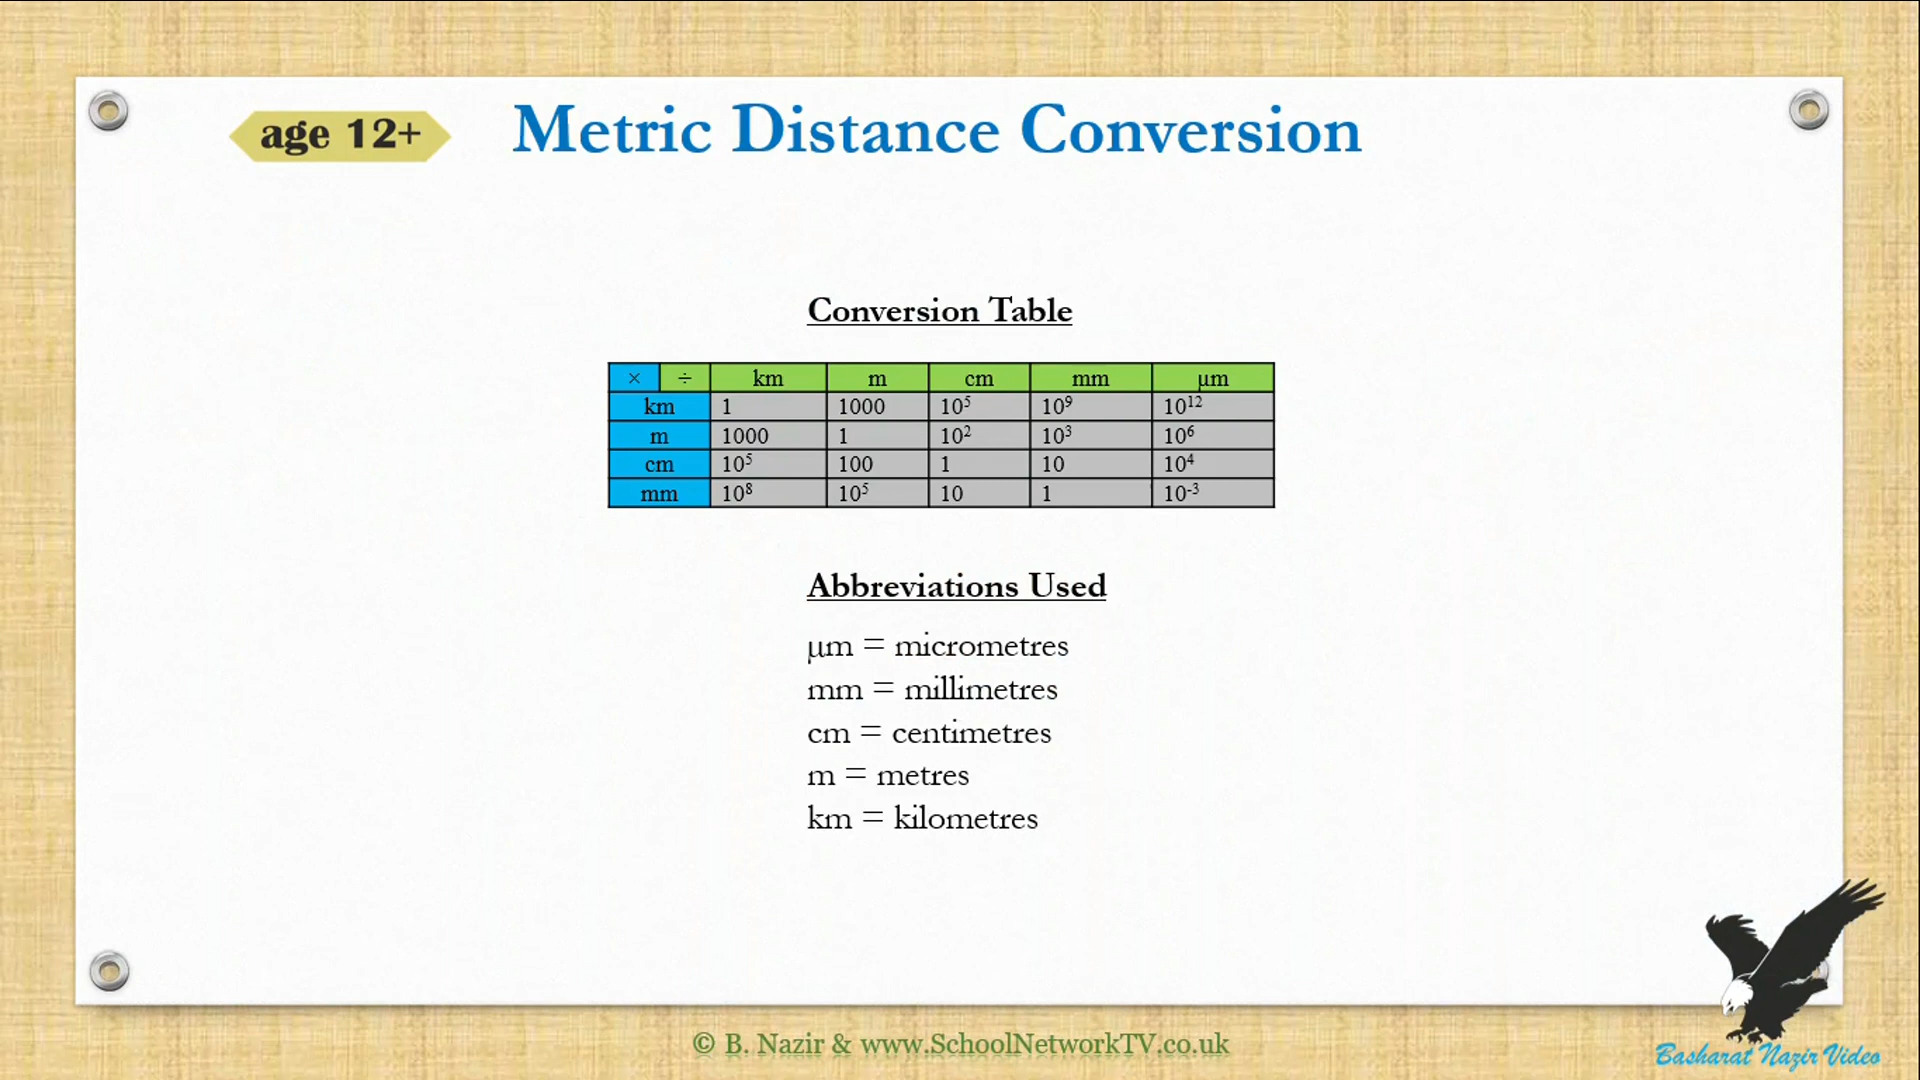 age 12+ Metric Distance Conversion
Conversion Table
× ÷ km m cm mm µm
km 1 1000 10⁵ 10⁹ 10¹²
m 1000 1 10² 10³ 10⁶
cm 10⁵ 100 1 10 10⁴
mm 10⁸ 10⁵ 10 1 10⁻³
Abbreviations Used
µm = micrometres
mm = millimetres
cm = centimetres
m = metres
km = kilometres
© B. Nazir & www.SchoolNetworkTV.co.uk
Basharat Nazir Video